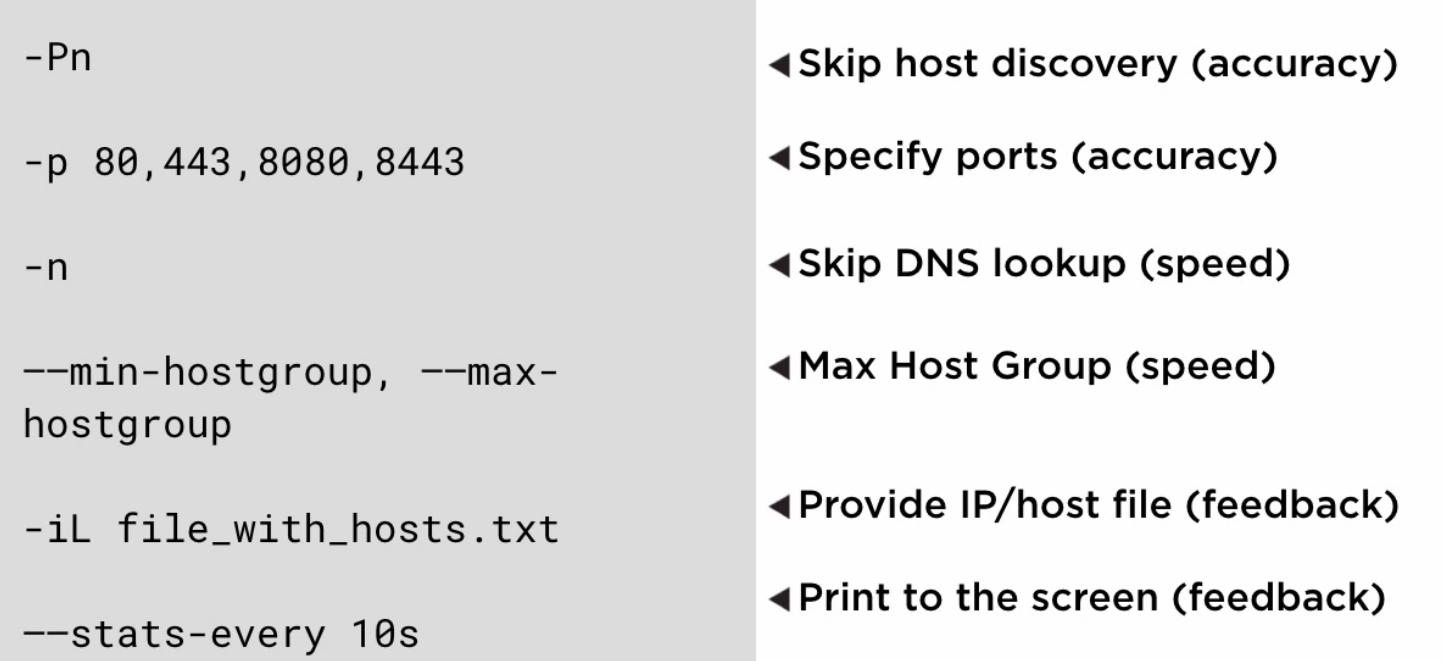 -Pn
◀Skip host discovery (accuracy)
-p 80,443,8080,8443
◀Specify ports (accuracy)
-n
◀Skip DNS lookup (speed)
--min-hostgroup, --max-
hostgroup
◀Max Host Group (speed)
-iL file_with_hosts.txt
◀Provide IP/host file (feedback)
--stats-every 10s
◀Print to the screen (feedback)